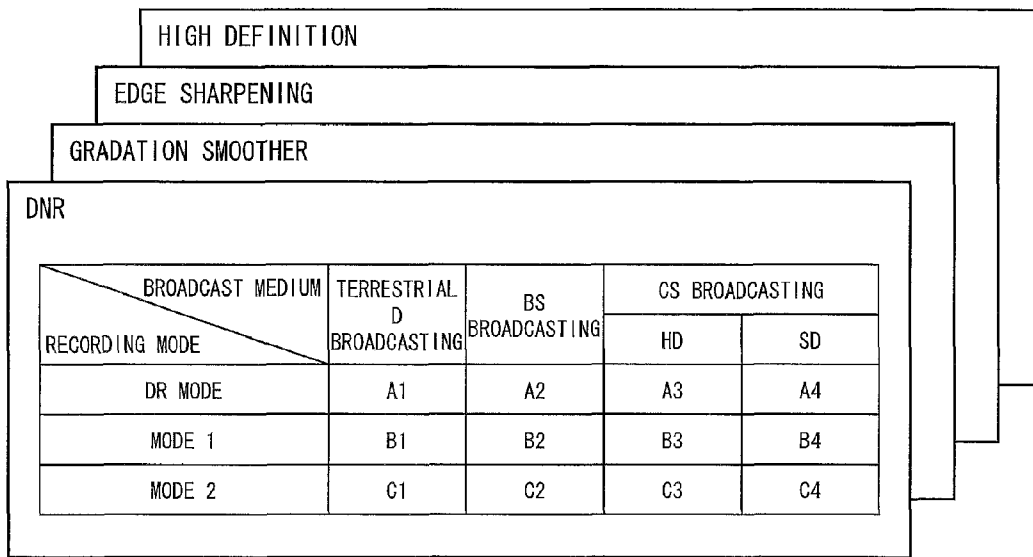 HIGH DEFINITION
EDGE SHARPENING
GRADATION SMOOTHER
DNR
BROADCAST MEDIUM
RECORDING MODE
TERRESTRIAL
D
BROADCASTING
BS
BROADCASTING
CS BROADCASTING
HD SD
DR MODE A1 A2 A3 A4
MODE 1 B1 B2 B3 B4
MODE 2 C1 C2 C3 C4